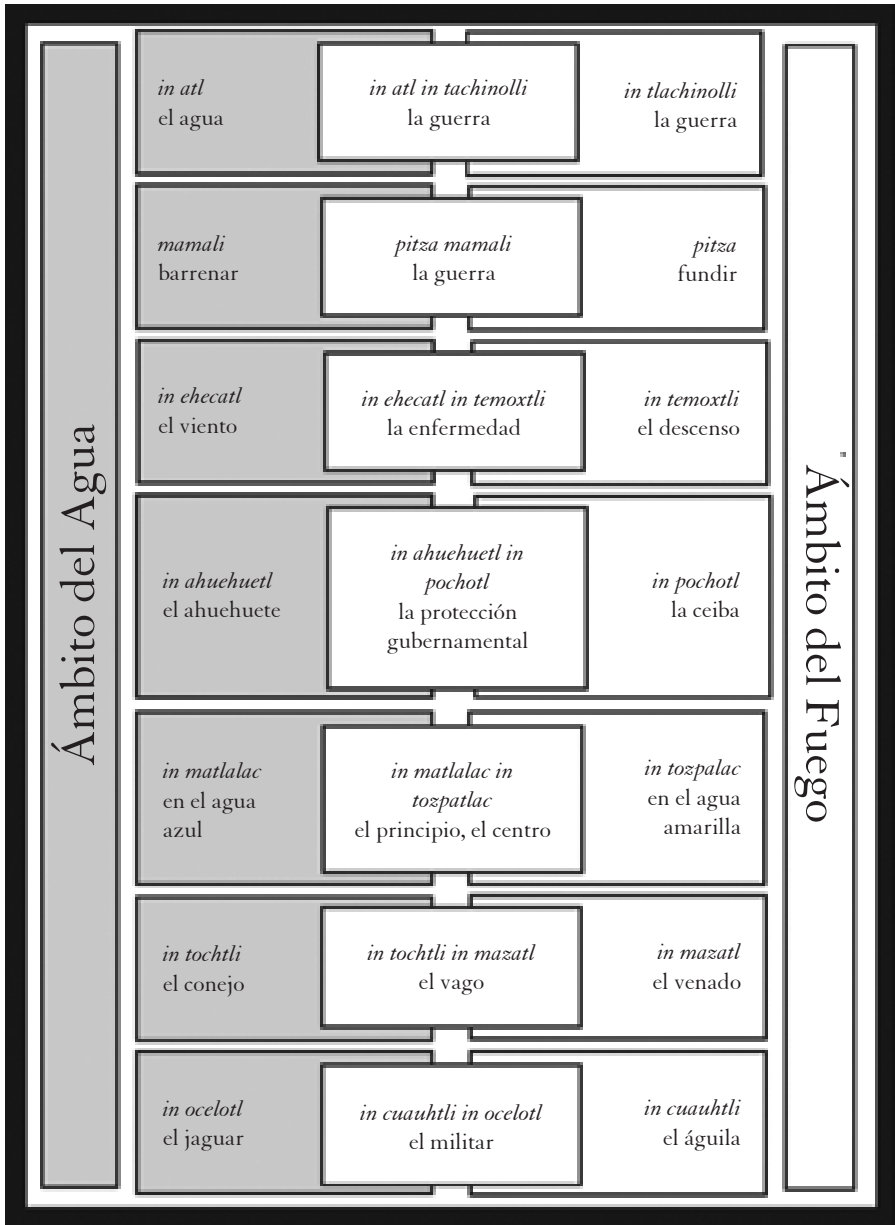 Ámbito del Agua
in atl
el agua
in atl in tachinolli
la guerra
in tlachinolli
la guerra
mamali
barrenar
pitza mamali
la guerra
pitza
fundir
in ehecatl
el viento
in ehecatl in temoxtli
la enfermedad
in temoxtli
el descenso
in ahuehuetl
el ahuehuete
in ahuehuetl in
pochotl
la protección
gubernamental
in pochotl
la ceiba
in matlalac
en el agua
azul
in matlalac in
tozpatlac
el principio, el centro
in tozpalac
en el agua
amarilla
in tochtli
el conejo
in tochtli in mazatl
el vago
in mazatl
el venado
in ocelotl
el jaguar
in cuauhtli in ocelotl
el militar
in cuauhtli
el águila
Ámbito del Fuego